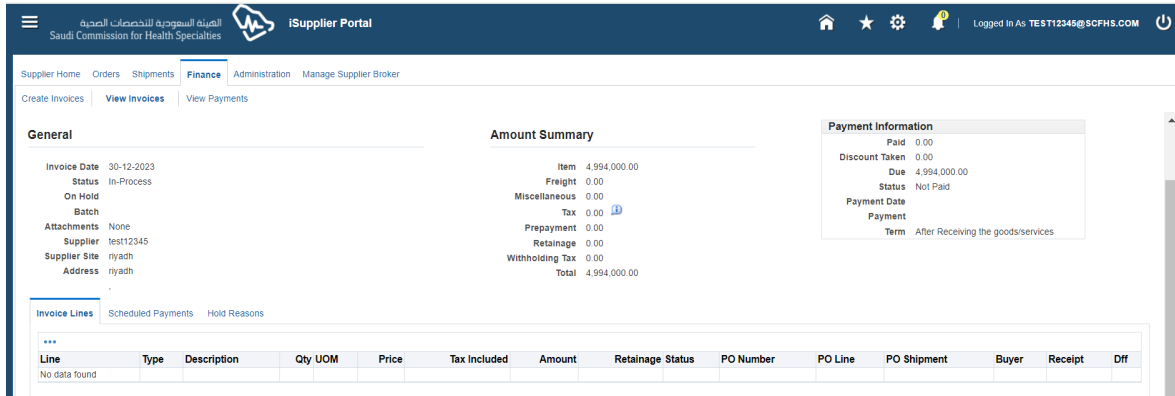 الهيئة السعودية للتخصصات الصحية
Saudi Commission for Health Specialties
iSupplier Portal
0
Logged In As TEST12345@SCFHS.COM
Supplier Home Orders Shipments Finance Administration Manage Supplier Broker
Create Invoices View Invoices View Payments
General
Invoice Date 30-12-2023
Status In-Process
On Hold
Batch
Attachments None
Supplier test12345
Supplier Site riyadh
Address riyadh
,
Amount Summary
Item 4,994,000.00
Freight 0.00
Miscellaneous 0.00
Tax 0.00
Prepayment 0.00
Retainage 0.00
Withholding Tax 0.00
Total 4,994,000.00
Payment Information
Paid 0.00
Discount Taken 0.00
Due 4,994,000.00
Status Not Paid
Payment Date
Payment
Term After Receiving the goods/services
Invoice Lines Scheduled Payments Hold Reasons
Line Type Description Qty UOM Price Tax Included Amount Retainage Status PO Number PO Line PO Shipment Buyer Receipt Dff
No data found